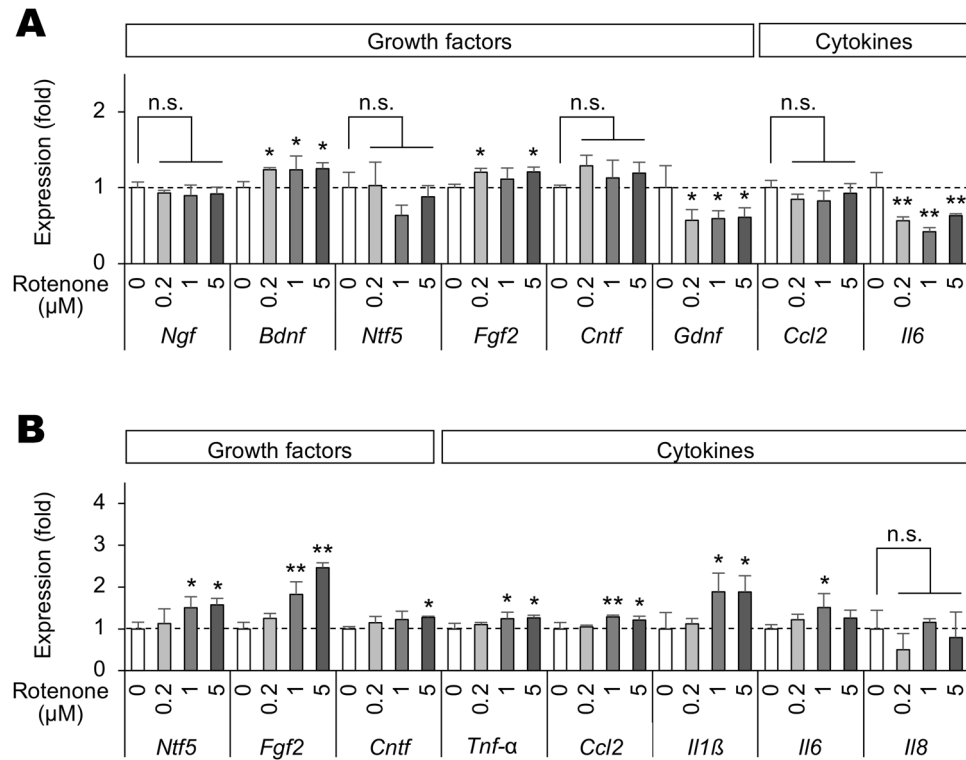 A
Growth factors Cytokines
Expression (fold)
2
1
0
n.s. n.s. n.s. n.s.
* * * * * * * * ** ** **
Rotenone (µM)
0 0.2 1 5 0 0.2 1 5 0 0.2 1 5 0 0.2 1 5 0 0.2 1 5 0 0.2 1 5 0 0.2 1 5 0 0.2 1 5
Ngf Bdnf Ntf5 Fgf2 Cntf Gdnf Ccl2 Il6
B
Growth factors Cytokines
Expression (fold)
4
3
2
1
0
* * ** ** * * * ** * * * * n.s.
Rotenone (µM)
0 0.2 1 5 0 0.2 1 5 0 0.2 1 5 0 0.2 1 5 0 0.2 1 5 0 0.2 1 5 0 0.2 1 5 0 0.2 1 5
Ntf5 Fgf2 Cntf Tnf-α Ccl2 Il1ß Il6 Il8